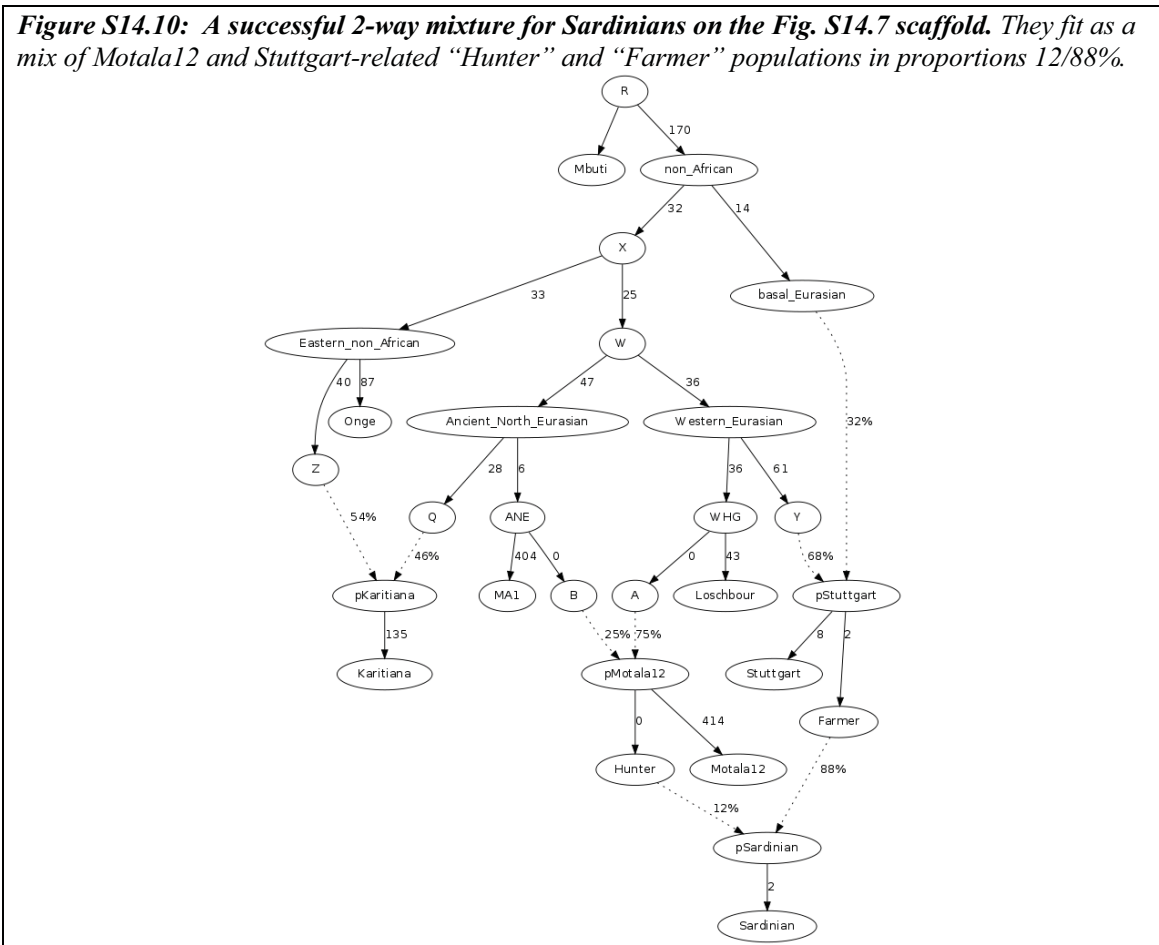 Figure S14.10: A successful 2-way mixture for Sardinians on the Fig. S14.7 scaffold. They fit as a
mix of Motala12 and Stuttgart-related “Hunter” and “Farmer” populations in proportions 12/88%.
R
170
Mbuti non_African
32 14
X
33 25 basal_Eurasian
Eastern_non_African W
40 87 47 36
Onge Ancient_North_Eurasian Western_Eurasian 32%
Z 28 6 36 61
54% Q ANE WHG Y
46% 404 0 0 43 68%
pKaritiana MA1 B A Loschbour pStuttgart
135 25% 75% 8 2
Karitiana pMotala12 Stuttgart
0 414 Farmer
Hunter Motala12 88%
12%
pSardinian
2
Sardinian